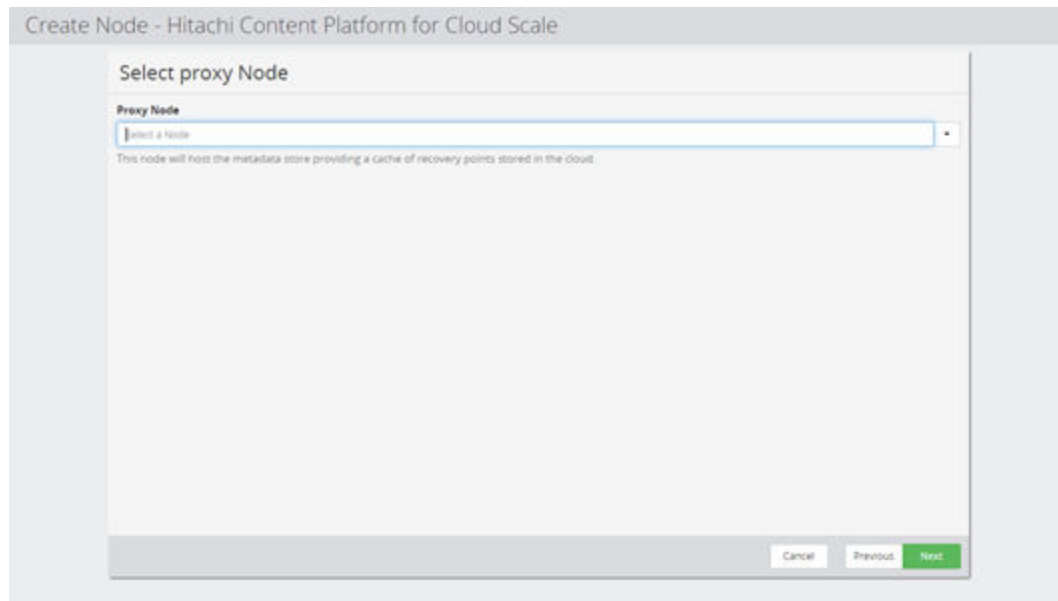 Create Node - Hitachi Content Platform for Cloud Scale
Select proxy Node
Proxy Node
Select a Node
This node will host the metadata store providing a cache of recovery points stored in the cloud
Cancel
Previous
Next